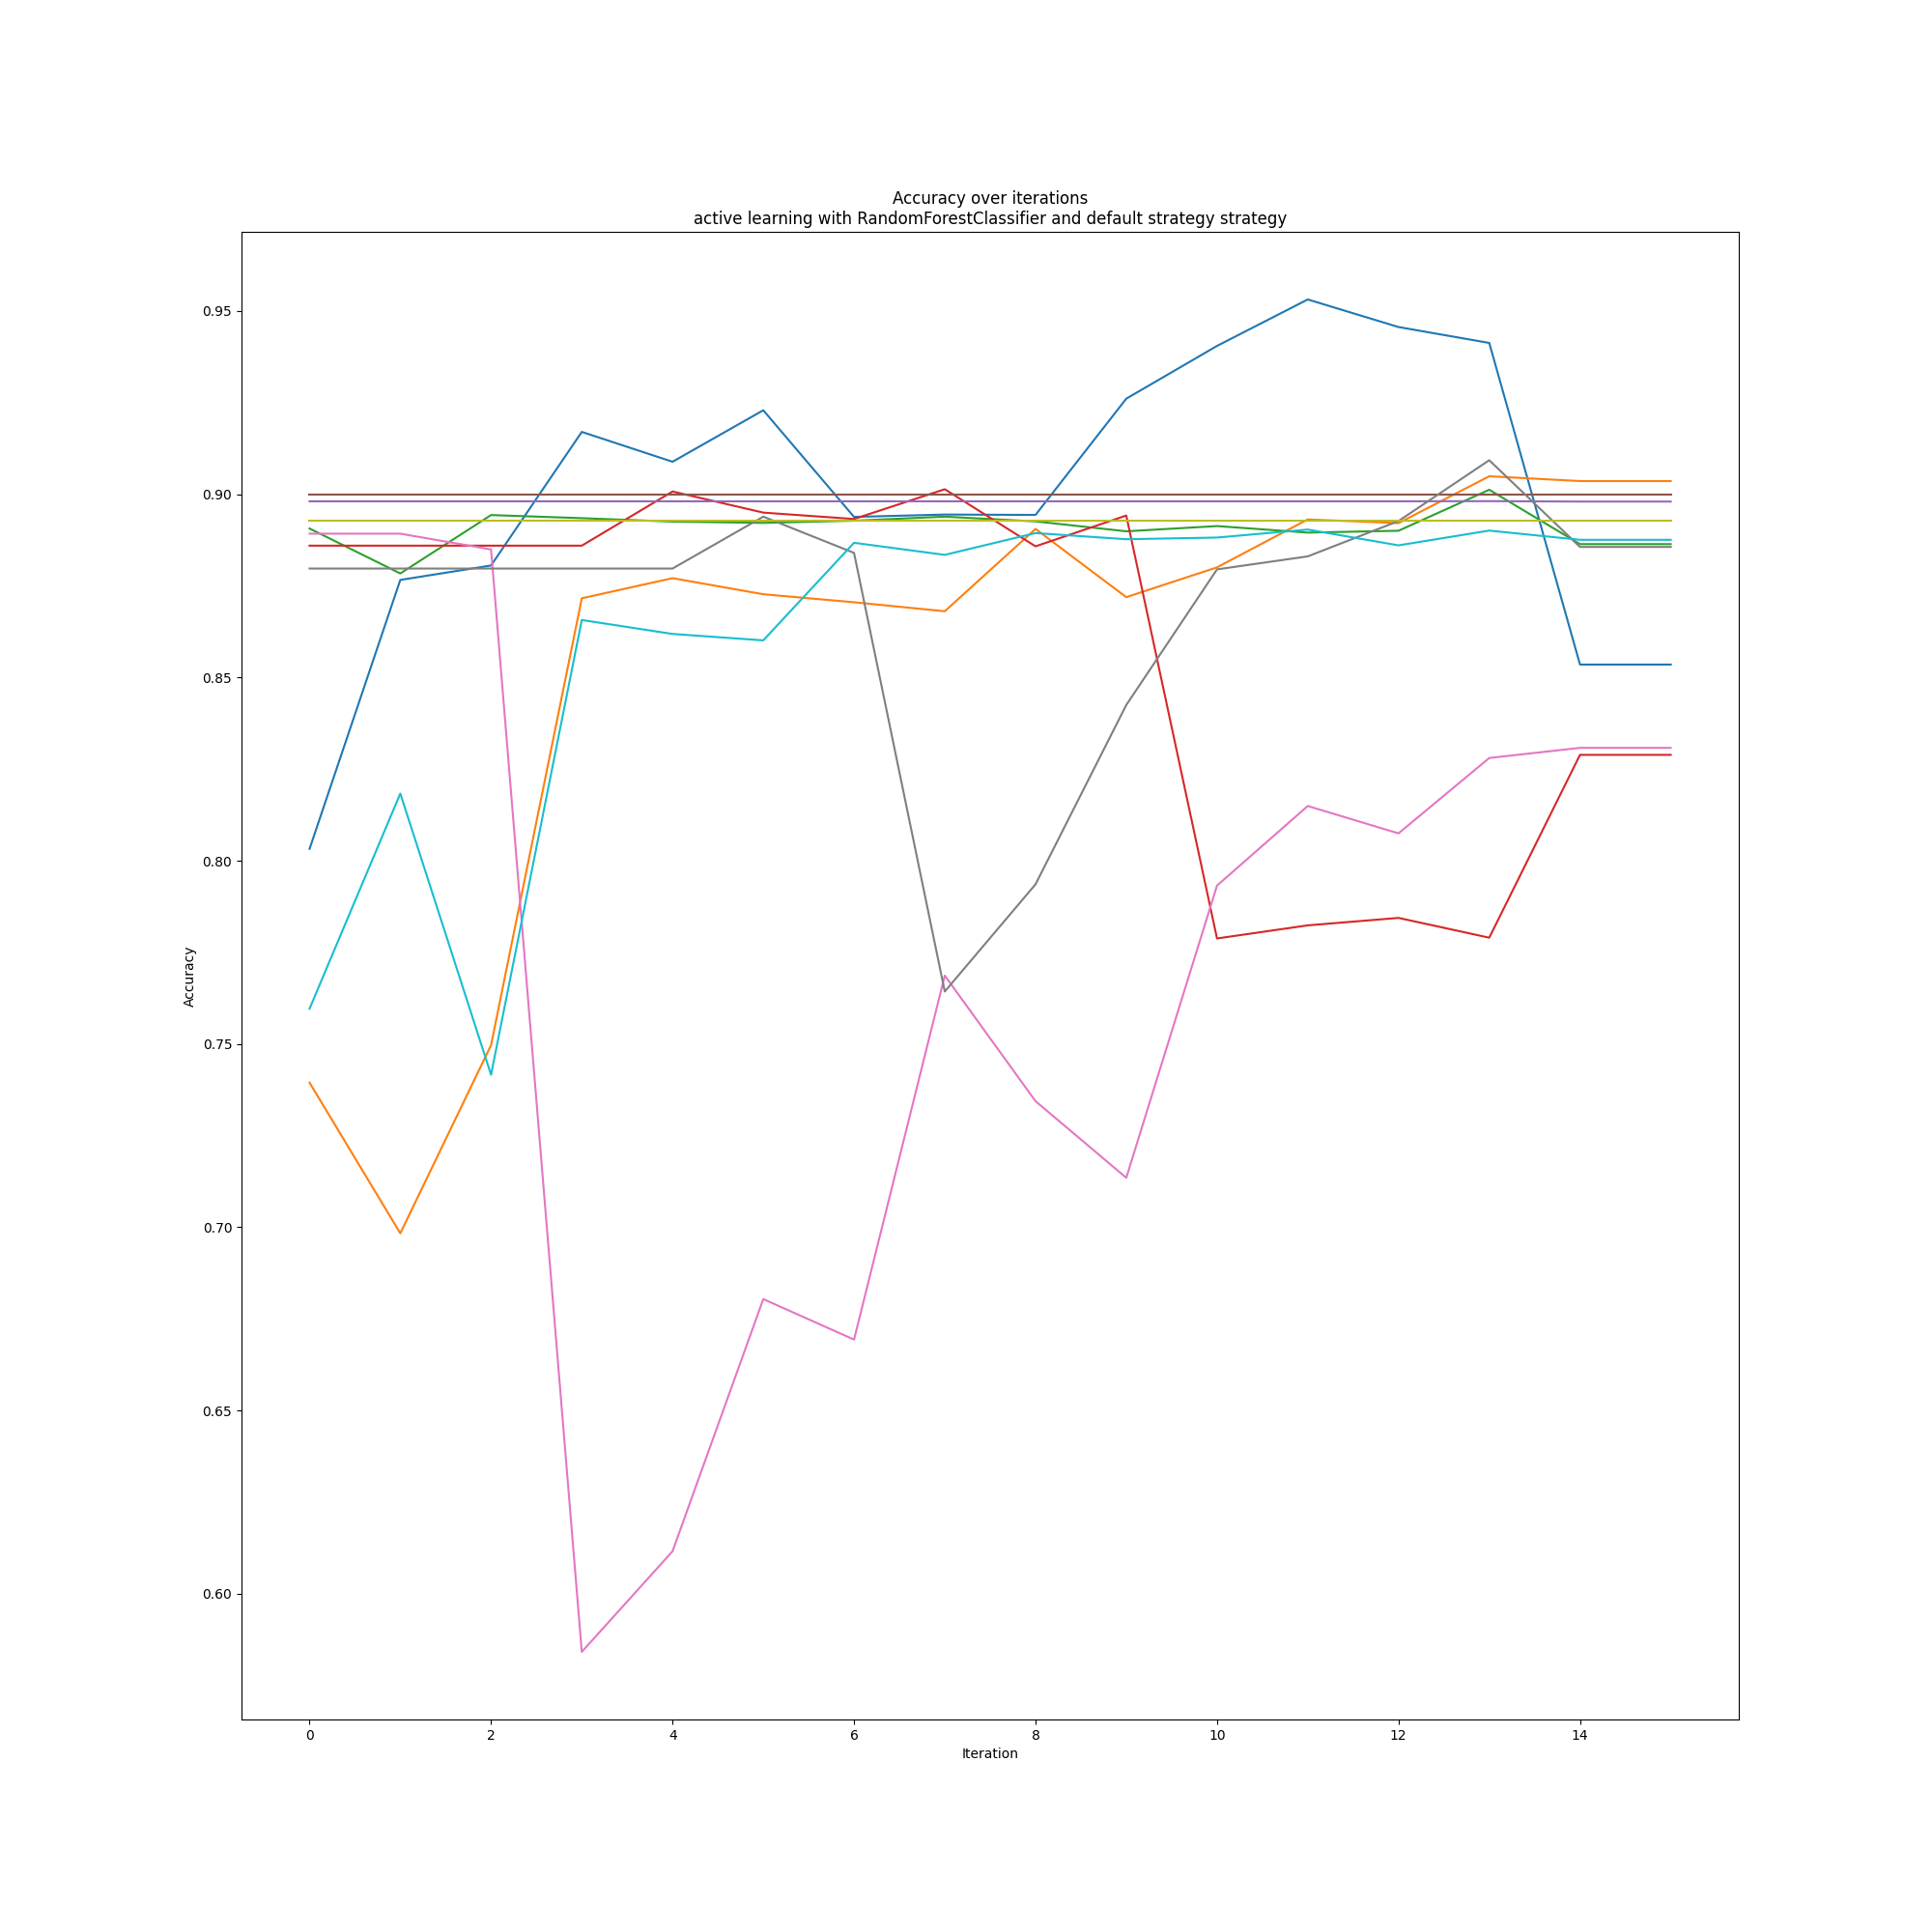 Accuracy over iterations
active learning with RandomForestClassifier and default strategy strategy
0.95
0.90
0.85
0.80
0.75
0.70
0.65
0.60
Accuracy
0 2 4 6 8 10 12 14
Iteration